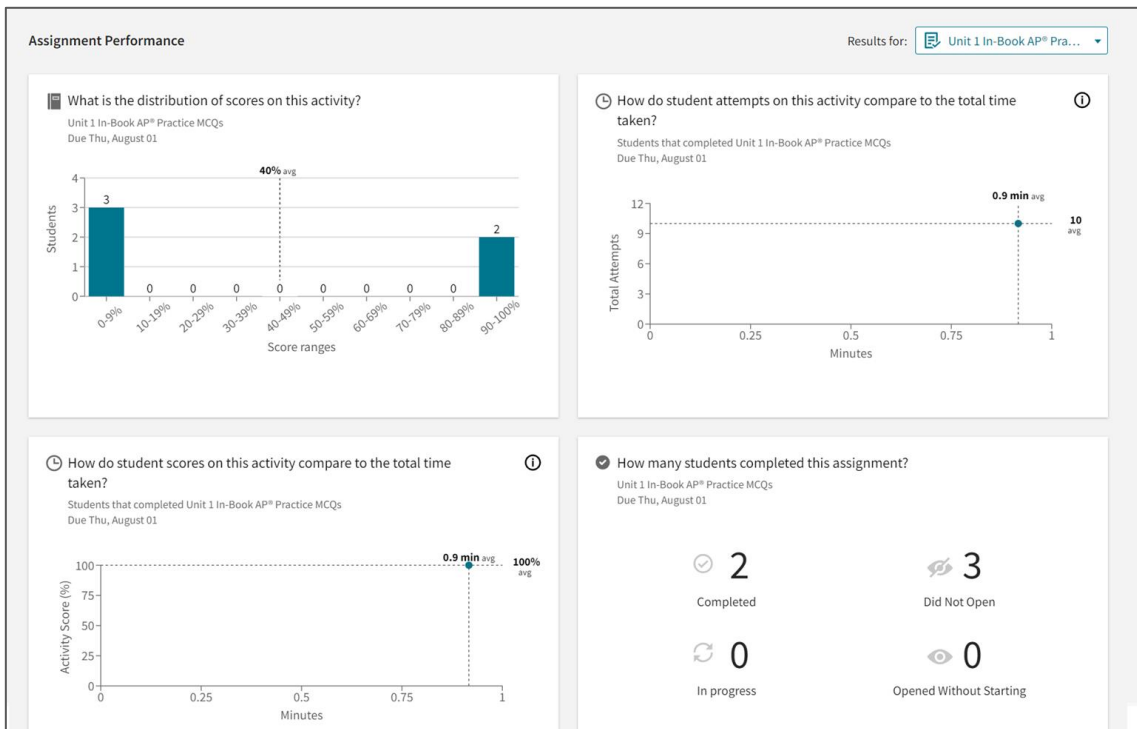 Assignment Performance
Results for:
Unit 1 In-Book AP® Pra...
What is the distribution of scores on this activity?
Unit 1 In-Book AP® Practice MCQs
Due Thu, August 01
40% avg
4
3
2
1
0
Students
3
0
0
0
0
0
0
0
0
2
0-9%
10-19%
20-29%
30-39%
40-49%
50-59%
60-69%
70-79%
80-89%
90-100%
Score ranges
How do student attempts on this activity compare to the total time
taken?
Students that completed Unit 1 In-Book AP® Practice MCQs
Due Thu, August 01
0.9 min avg
10
avg
12
9
6
3
0
Total Attempts
0
0.25
0.5
0.75
1
Minutes
How do student scores on this activity compare to the total time
taken?
Students that completed Unit 1 In-Book AP® Practice MCQs
Due Thu, August 01
0.9 min avg
100%
avg
100
75
50
25
0
Activity Score (%)
0
0.25
0.5
0.75
1
Minutes
How many students completed this assignment?
Unit 1 In-Book AP® Practice MCQs
Due Thu, August 01
2
Completed
3
Did Not Open
0
In progress
0
Opened Without Starting